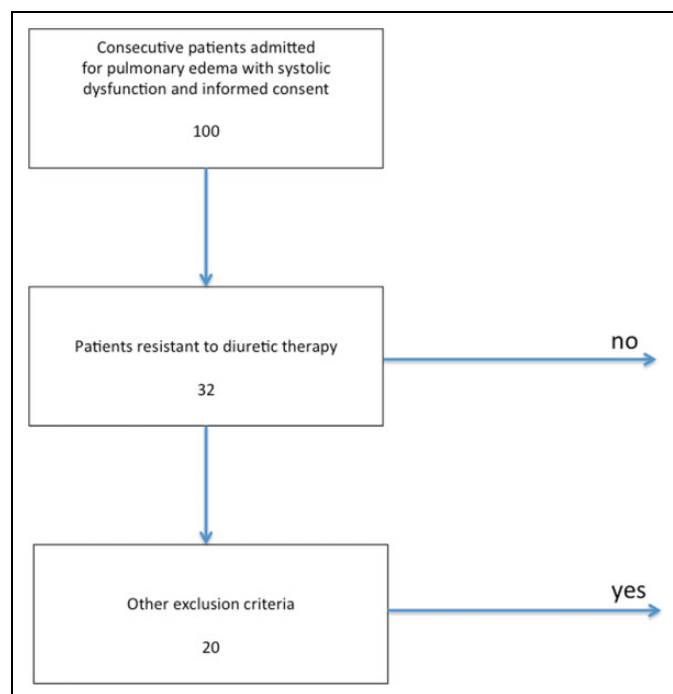 Consecutive patients admitted
for pulmonary edema with systolic
dysfunction and informed consent
100
Patients resistant to diuretic therapy
32
no
Other exclusion criteria
20
yes